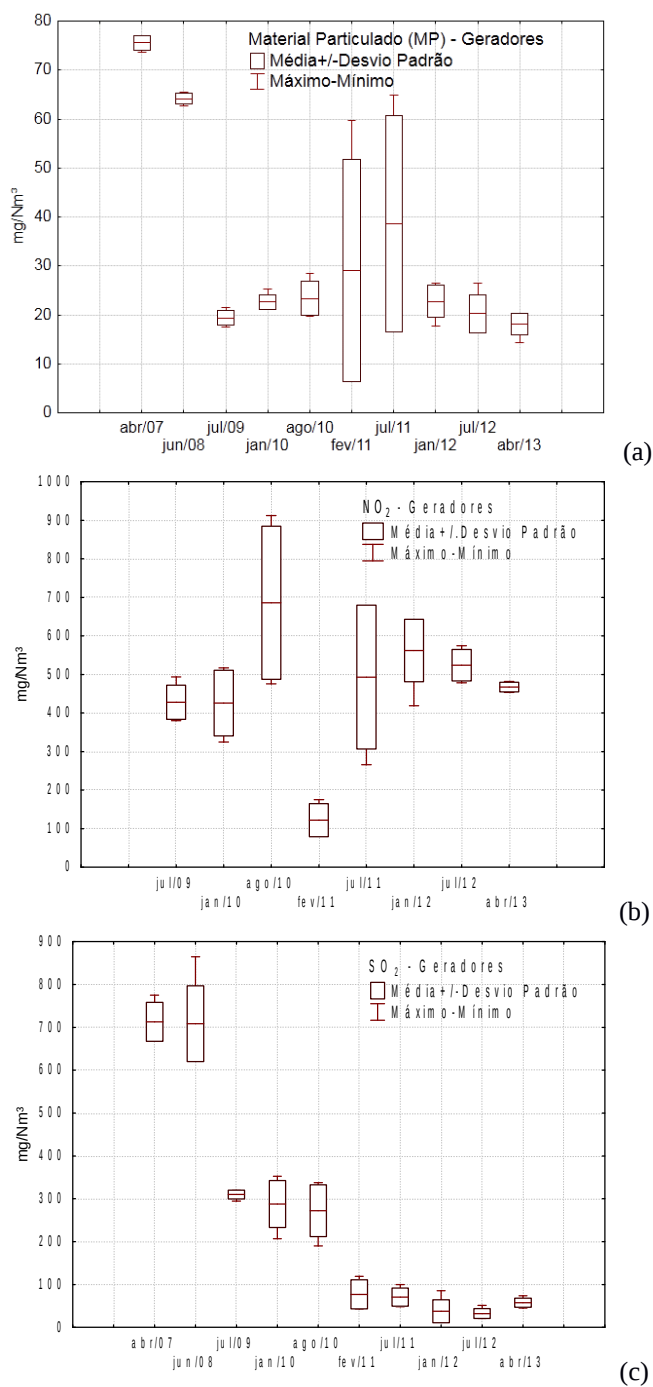 80
Material Particulado (MP) - Geradores
Média+/-Desvio Padrão
Máximo-Mínimo
70
60
50
40
30
20
10
0
mg/Nm³
abr/07 jul/09 ago/10 jul/11 jul/12
jun/08 jan/10 fev/11 jan/12 abr/13
(a)
1000
NO₂ - Geradores
Média+/.Desvio Padrão
Máximo-Mínimo
900
800
700
600
500
400
300
200
100
0
mg/Nm³
jul/09 ago/10 jul/11 jul/12
jan/10 fev/11 jan/12 abr/13
(b)
900
SO₂ - Geradores
Média+/-Desvio Padrão
Máximo-Mínimo
800
700
600
500
400
300
200
100
0
mg/Nm³
abr/07 jul/09 ago/10 jul/11 jul/12
jun/08 jan/10 fev/11 jan/12 abr/13
(c)